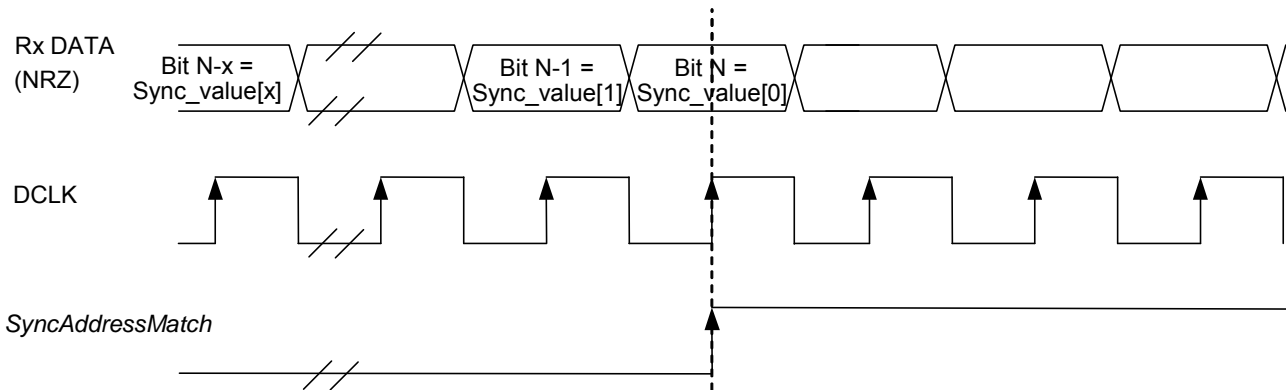 Rx DATA
(NRZ)
Bit N-x =
Sync_value[x]
Bit N-1 =
Sync_value[1]
Bit N =
Sync_value[0]
DCLK
SyncAddressMatch